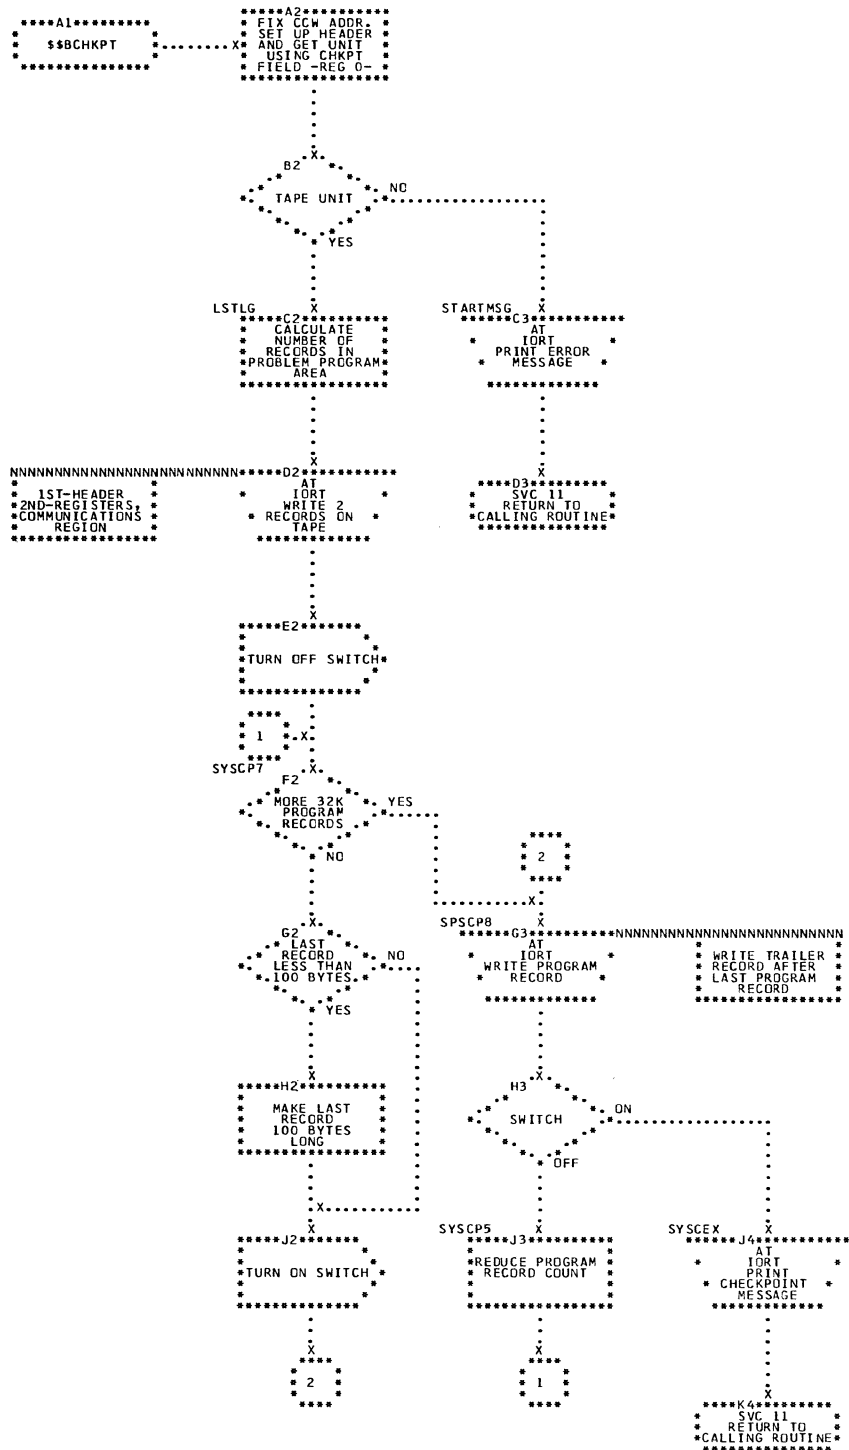 A1
$$BCHKPT
A2
FIX CCW ADDR.
SET UP HEADER
AND GET UNIT
USING CHKPT
FIELD -REG 0-
B2
TAPE UNIT
NO
YES
LSTLG
C2
CALCULATE
NUMBER OF
RECORDS IN
PROBLEM PROGRAM
AREA
STARTMSG
C3
AT
IORT
PRINT ERROR
MESSAGE
NNNNNNNNNNNNNNNNNNNNNNNNN
1ST-HEADER
2ND-REGISTERS,
COMMUNICATIONS
REGION
D2
AT
IORT
WRITE 2
RECORDS ON
TAPE
D3
SVC 11
RETURN TO
CALLING ROUTINE
E2
TURN OFF SWITCH
1
SYSCP7
F2
MORE 32K
PROGRAM
RECORDS
YES
NO
2
G2
LAST
RECORD
LESS THAN
100 BYTES
NO
YES
SPSCP8
G3
AT
IORT
WRITE PROGRAM
RECORD
NNNNNNNNNNNNNNNNNNNNNNNNN
WRITE TRAILER
RECORD AFTER
LAST PROGRAM
RECORD
H2
MAKE LAST
RECORD
100 BYTES
LONG
H3
SWITCH
ON
OFF
J2
TURN ON SWITCH
SYSCP5
J3
REDUCE PROGRAM
RECORD COUNT
SYSCEX
J4
AT
IORT
PRINT
CHECKPOINT
MESSAGE
2
1
K4
SVC 11
RETURN TO
CALLING ROUTINE